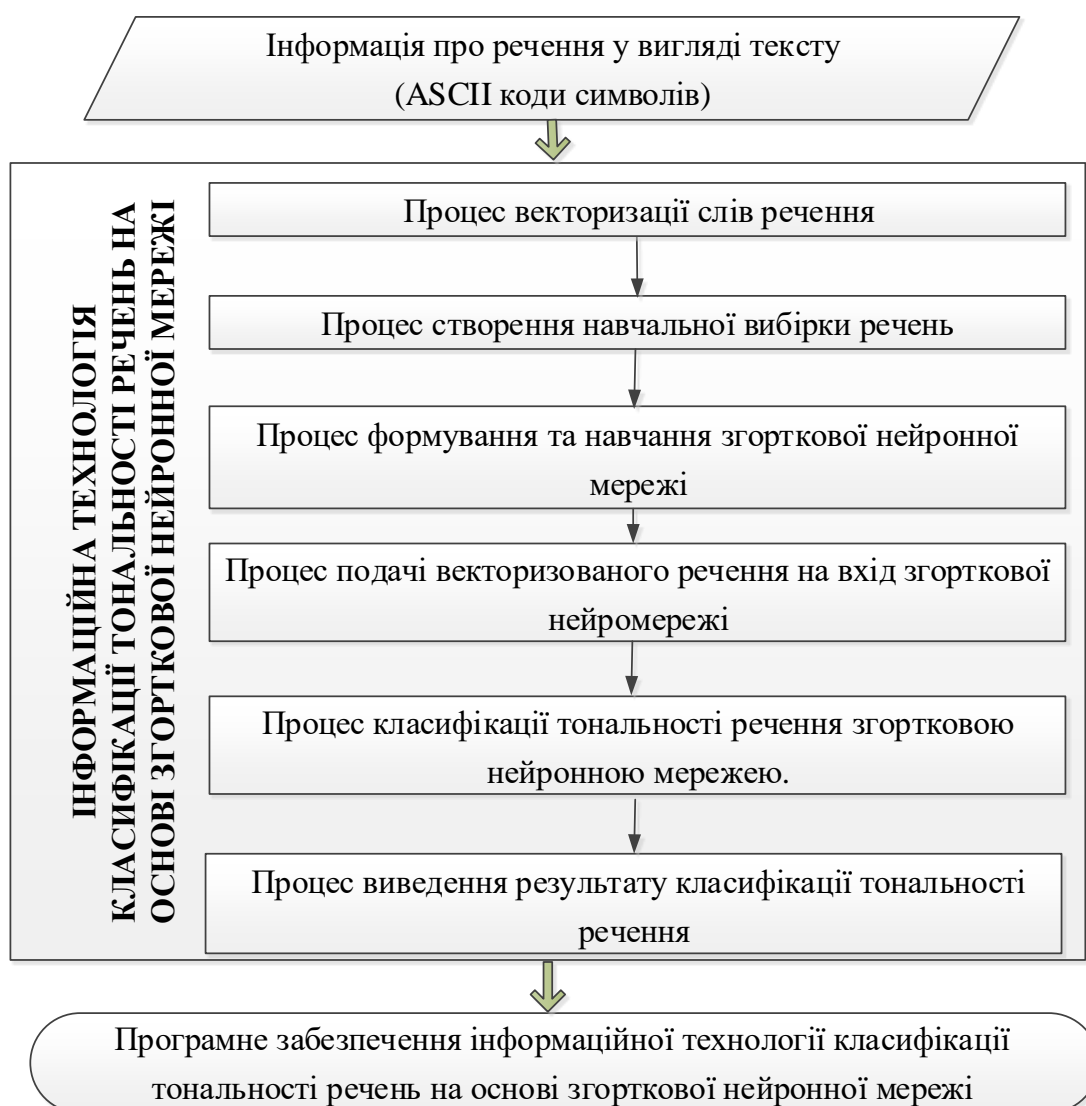 Інформація про речення у вигляді тексту
(ASCII коди символів)
ІНФОРМАЦІЙНА ТЕХНОЛОГІЯ
КЛАСИФІКАЦІЇ ТОНАЛЬНОСТІ РЕЧЕНЬ НА
ОСНОВІ ЗГОРТКОВОЇ НЕЙРОННОЇ МЕРЕЖІ
Процес векторизації слів речення
Процес створення навчальної вибірки речень
Процес формування та навчання згорткової нейронної
мережі
Процес подачі векторизованого речення на вхід згорткової
нейромережі
Процес класифікації тональності речення згортковою
нейронною мережею.
Процес виведення результату класифікації тональності
речення
Програмне забезпечення інформаційної технології класифікації
тональності речень на основі згорткової нейронної мережі